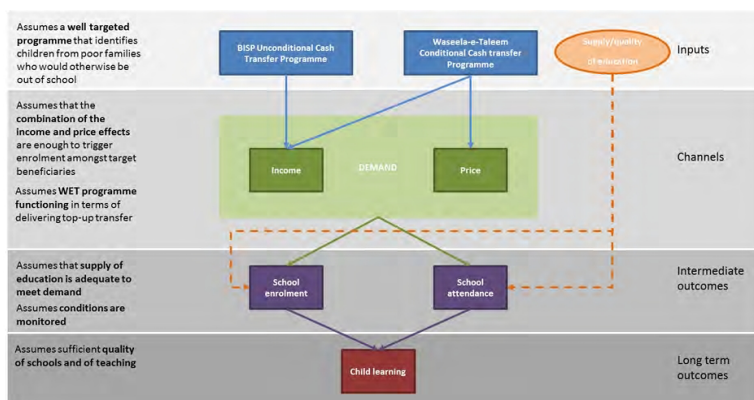 Assumes a well targeted
programme that identifies
children from poor families
who would otherwise be
out of school
BISP Unconditional Cash
Transfer Programme
Waseela-e-Taleem
Conditional Cash transfer
Programme
Supply/quality
of education
Inputs
Assumes that the
combination of the
income and price effects
are enough to trigger
enrolment amongst target
beneficiaries
Assumes WET programme
functioning in terms of
delivering top-up transfer
Income
DEMAND
Price
Channels
Assumes that supply of
education is adequate to
meet demand
Assumes conditions are
monitored
School
enrolment
School
attendance
Intermediate
outcomes
Assumes sufficient quality
of schools and of teaching
Child learning
Long term
outcomes